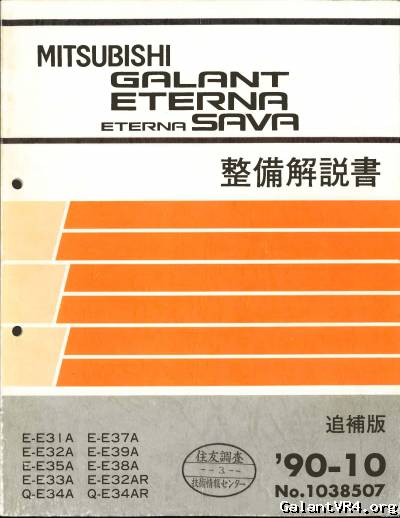 MITSUBISHI
GALANT
ETERNA
ETERNA SAVA
整備解説書
追補版
E-E31A E-E37A
E-E32A E-E39A
E-E35A E-E38A
E-E33A E-E32AR
Q-E34A Q-E34AR
住友調査
--3--
技術情報センター
'90-10
No.1038507
GalantVR4.org